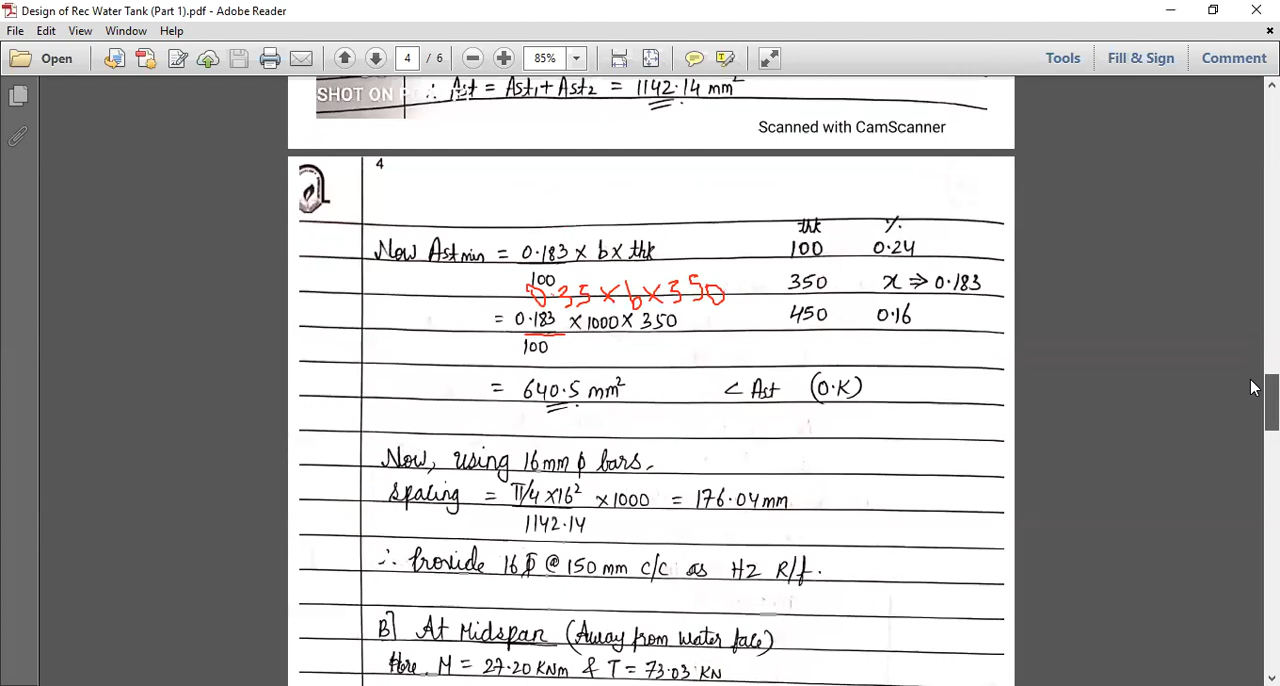 Design of Rec Water Tank (Part 1).pdf - Adobe Reader
File Edit View Window Help
Open 4 / 6 85% Tools Fill & Sign Comment
SHOT ON
∴ Ast = Ast1 + Ast2 = 1142.14 mm²
Scanned with CamScanner
4
thk %
Now Ast min = 0.183 × b × thk 100 0.24
100
0.35 × b × 350 350 x ⇒ 0.183
= 0.183 × 1000 × 350 450 0.16
100
= 640.5 mm² < Ast (O.K)
Now, using 16mm ϕ bars.
Spacing = π/4 × 16² × 1000 = 176.04 mm
1142.14
∴ Provide 16 ϕ @ 150 mm c/c as HZ R/f.
B] At Midspan (Away from water face)
Here, M = 27.20 KNm & T = 73.03 KN